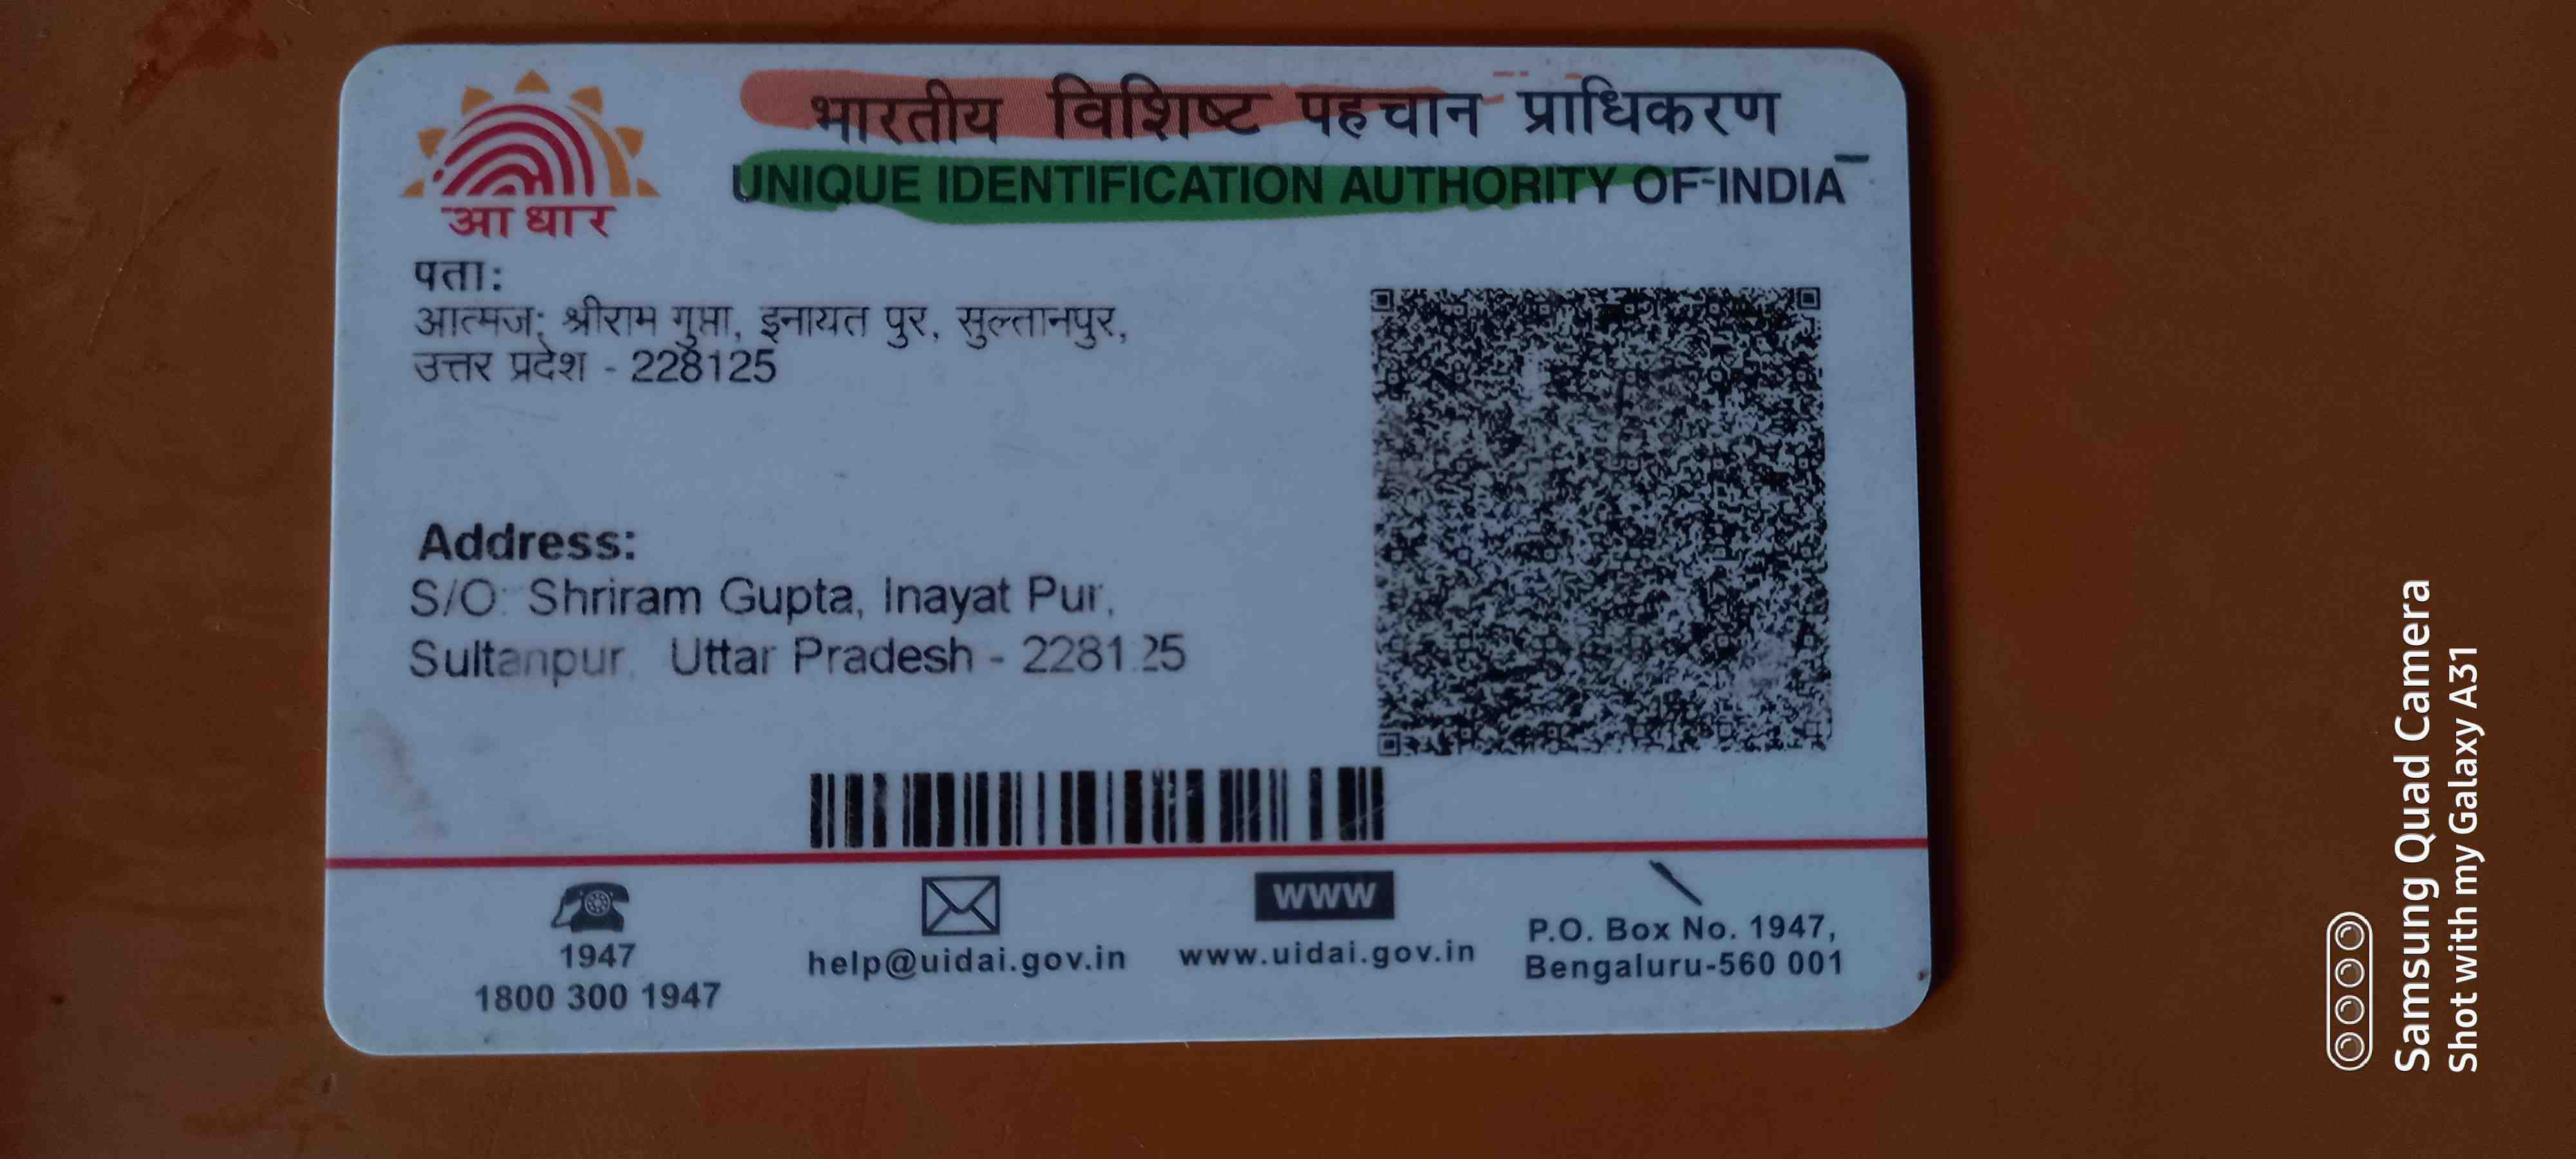 आधार
भारतीय विशिष्ट पहचान प्राधिकरण
UNIQUE IDENTIFICATION AUTHORITY OF INDIA
पता:
आत्मज: श्रीराम गुप्ता, इनायत पुर, सुल्तानपुर,
उत्तर प्रदेश - 228125
Address:
S/O: Shriram Gupta, Inayat Pur,
Sultanpur, Uttar Pradesh - 228125
1947
1800 300 1947
help@uidai.gov.in
WWW
www.uidai.gov.in
P.O. Box No. 1947,
Bengaluru-560 001
Samsung Quad Camera
Shot with my Galaxy A31